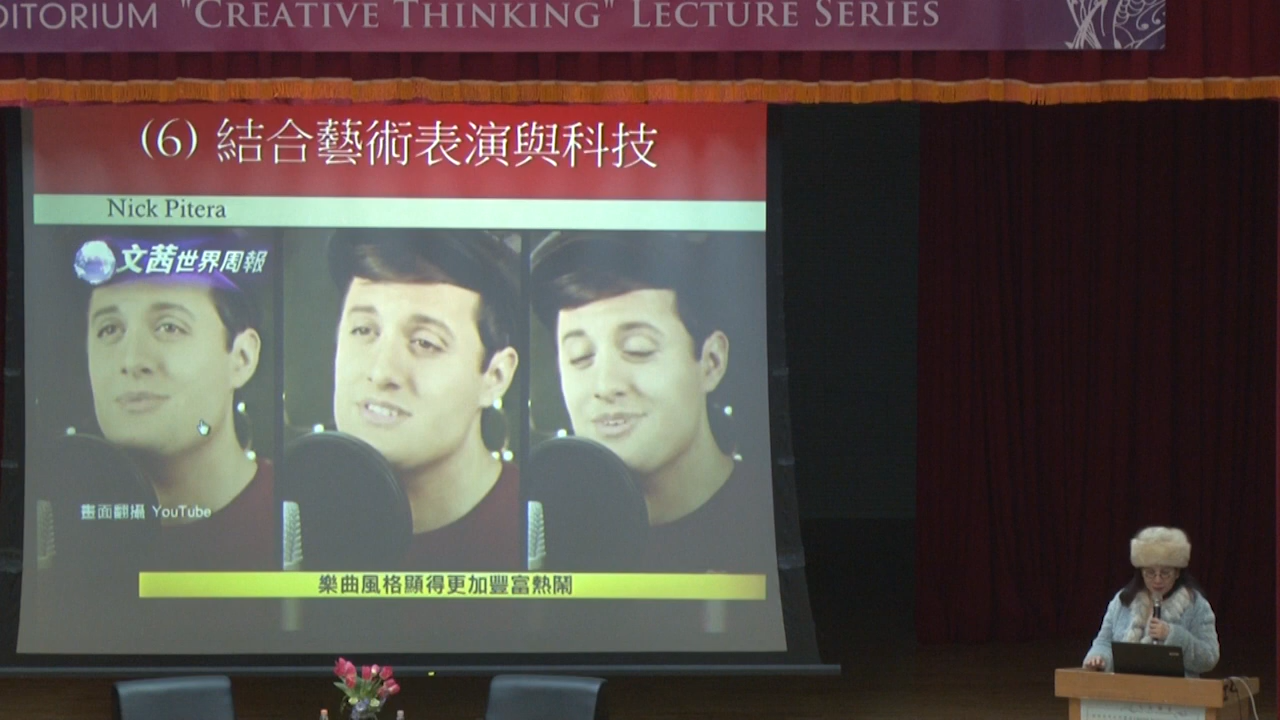 DITORIUM "CREATIVE THINKING" LECTURE SERIES
(6) 結合藝術表演與科技
Nick Pitera
文茜世界周報
畫面翻攝 YouTube
樂曲風格顯得更加豐富熱鬧